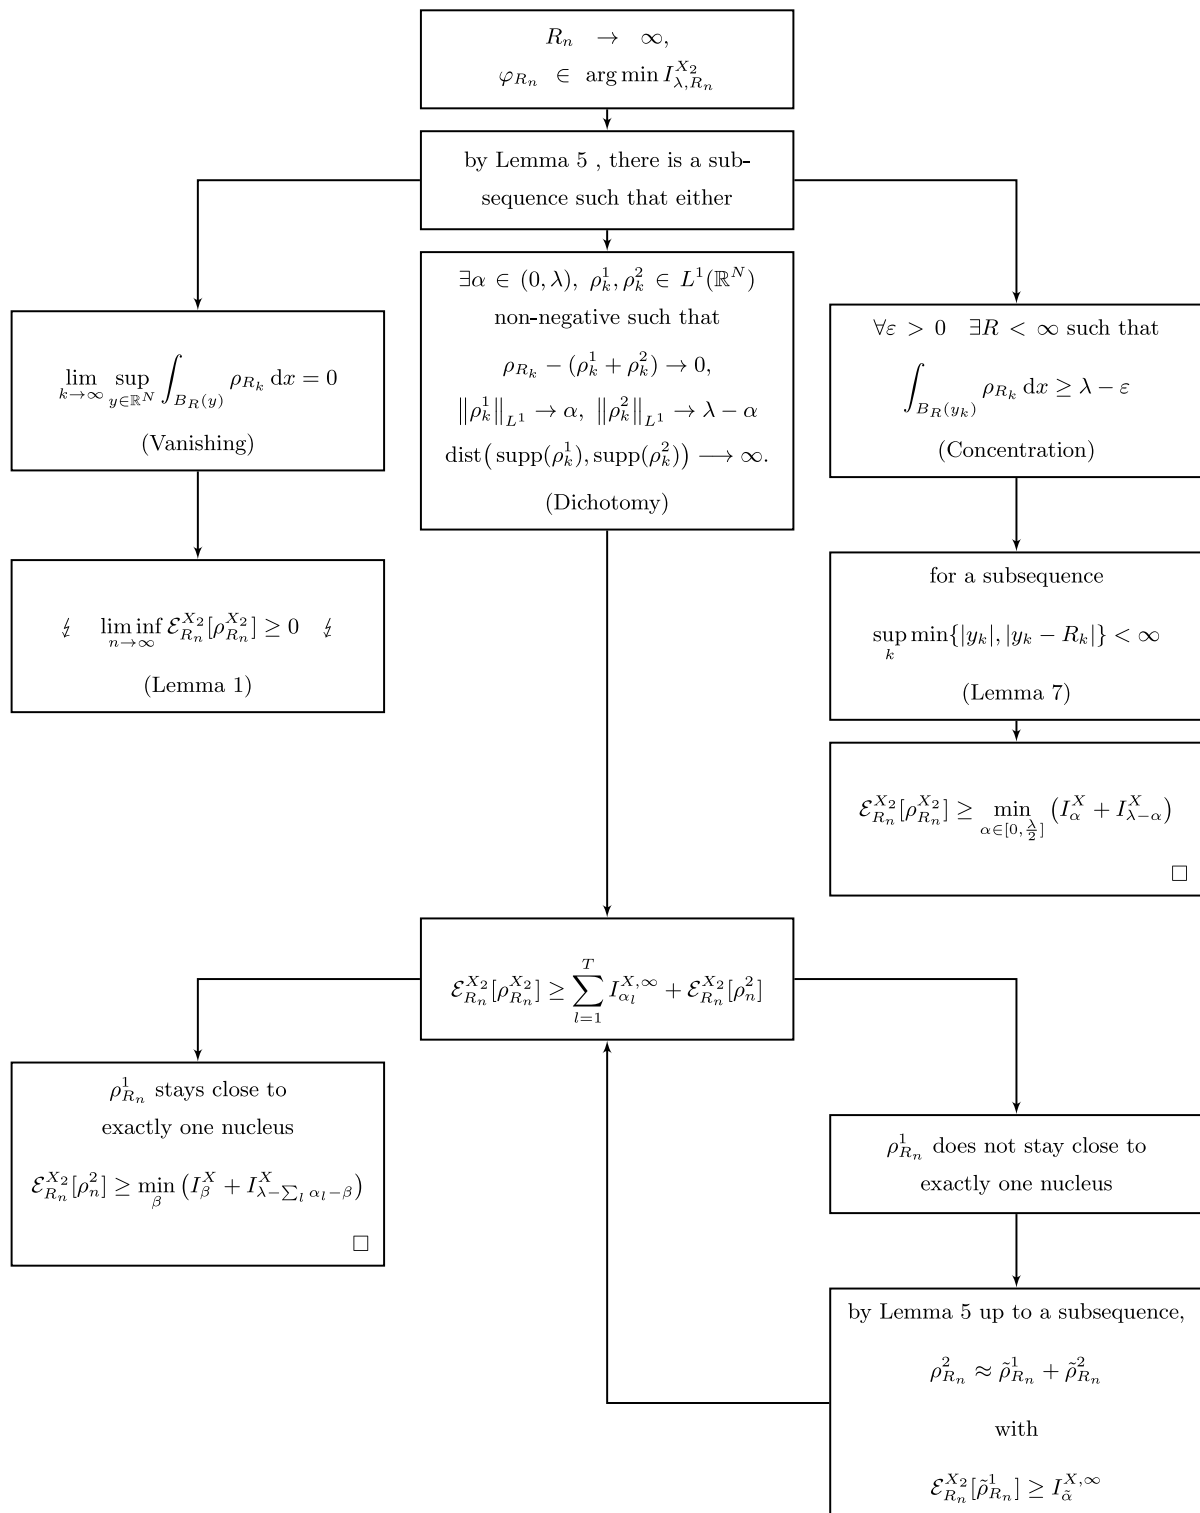 R_n → ∞,
φ_{R_n} ∈ arg min I^{X_2}_{λ,R_n}
by Lemma 5 , there is a sub-
sequence such that either
lim_{k→∞} sup_{y∈ℝ^N} ∫_{B_R(y)} ρ_{R_k} dx = 0
(Vanishing)
∃α ∈ (0, λ), ρ^1_k, ρ^2_k ∈ L^1(ℝ^N)
non-negative such that
ρ_{R_k} − (ρ^1_k + ρ^2_k) → 0,
‖ρ^1_k‖_{L^1} → α, ‖ρ^2_k‖_{L^1} → λ − α
dist(supp(ρ^1_k), supp(ρ^2_k)) ⟶ ∞.
(Dichotomy)
∀ε > 0 ∃R < ∞ such that
∫_{B_R(y_k)} ρ_{R_k} dx ≥ λ − ε
(Concentration)
↯ lim inf_{n→∞} ℰ^{X_2}_{R_n}[ρ^{X_2}_{R_n}] ≥ 0 ↯
(Lemma 1)
for a subsequence
sup_k min{|y_k|, |y_k − R_k|} < ∞
(Lemma 7)
ℰ^{X_2}_{R_n}[ρ^{X_2}_{R_n}] ≥ min_{α∈[0,λ/2]} (I^X_α + I^X_{λ−α})
□
ℰ^{X_2}_{R_n}[ρ^{X_2}_{R_n}] ≥ ∑_{l=1}^{T} I^{X,∞}_{α_l} + ℰ^{X_2}_{R_n}[ρ^2_n]
ρ^1_{R_n} stays close to
exactly one nucleus
ℰ^{X_2}_{R_n}[ρ^2_n] ≥ min_β (I^X_β + I^X_{λ−∑_l α_l−β})
□
ρ^1_{R_n} does not stay close to
exactly one nucleus
by Lemma 5 up to a subsequence,
ρ^2_{R_n} ≈ ρ̃^1_{R_n} + ρ̃^2_{R_n}
with
ℰ^{X_2}_{R_n}[ρ̃^1_{R_n}] ≥ I^{X,∞}_{α̃}